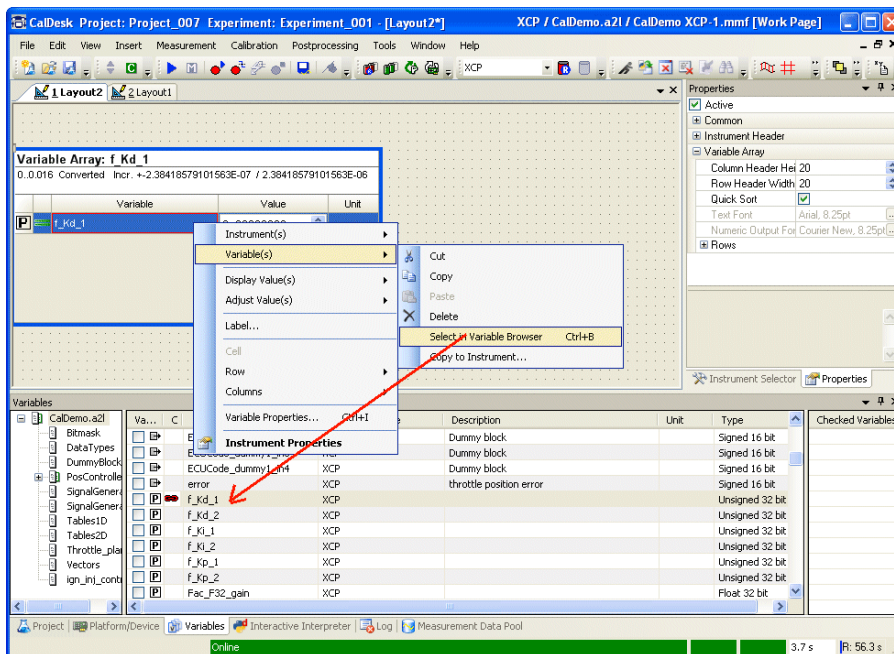 CalDesk Project: Project_007 Experiment: Experiment_001 - [Layout2*] XCP / CalDemo.a2l / CalDemo XCP-1.mmf [Work Page]
File Edit View Insert Measurement Calibration Postprocessing Tools Window Help
XCP
1 Layout2 2 Layout1
Properties
Active
Common
Instrument Header
Variable Array
Column Header Hei 20
Row Header Width 20
Quick Sort
Text Font Arial, 8.25pt
Numeric Output For Courier New, 8.25pt
Rows
Variable Array: f_Kd_1
0..0.016 Converted Incr. +-2.38418579101563E-07 / 2.38418579101563E-06
Variable Value Unit
P f_Kd_1
Instrument(s)
Variable(s)
Display Value(s)
Adjust Value(s)
Label...
Cell
Row
Columns
Variable Properties... Ctrl+I
Instrument Properties
Cut
Copy
Paste
Delete
Select in Variable Browser Ctrl+B
Copy to Instrument...
Instrument Selector Properties
Variables
CalDemo.a2l
Bitmask
DataTypes
DummyBlock
PosControlle
SignalGenera
SignalGenera
Tables1D
Tables2D
Throttle_plan
Vectors
ign_inj_contr
Va... C Description Unit Type Checked Variables
Dummy block Signed 16 bit
Dummy block Signed 16 bit
ECUCode_dummy1_in4 XCP Dummy block Signed 16 bit
error XCP throttle position error Signed 16 bit
P f_Kd_1 XCP Unsigned 32 bit
P f_Kd_2 XCP Unsigned 32 bit
P f_Ki_1 XCP Unsigned 32 bit
P f_Ki_2 XCP Unsigned 32 bit
P f_Kp_1 XCP Unsigned 32 bit
P f_Kp_2 XCP Unsigned 32 bit
P Fac_F32_gain XCP Float 32 bit
Project Platform/Device Variables Interactive Interpreter Log Measurement Data Pool
Online 3.7 s R: 56.3 s